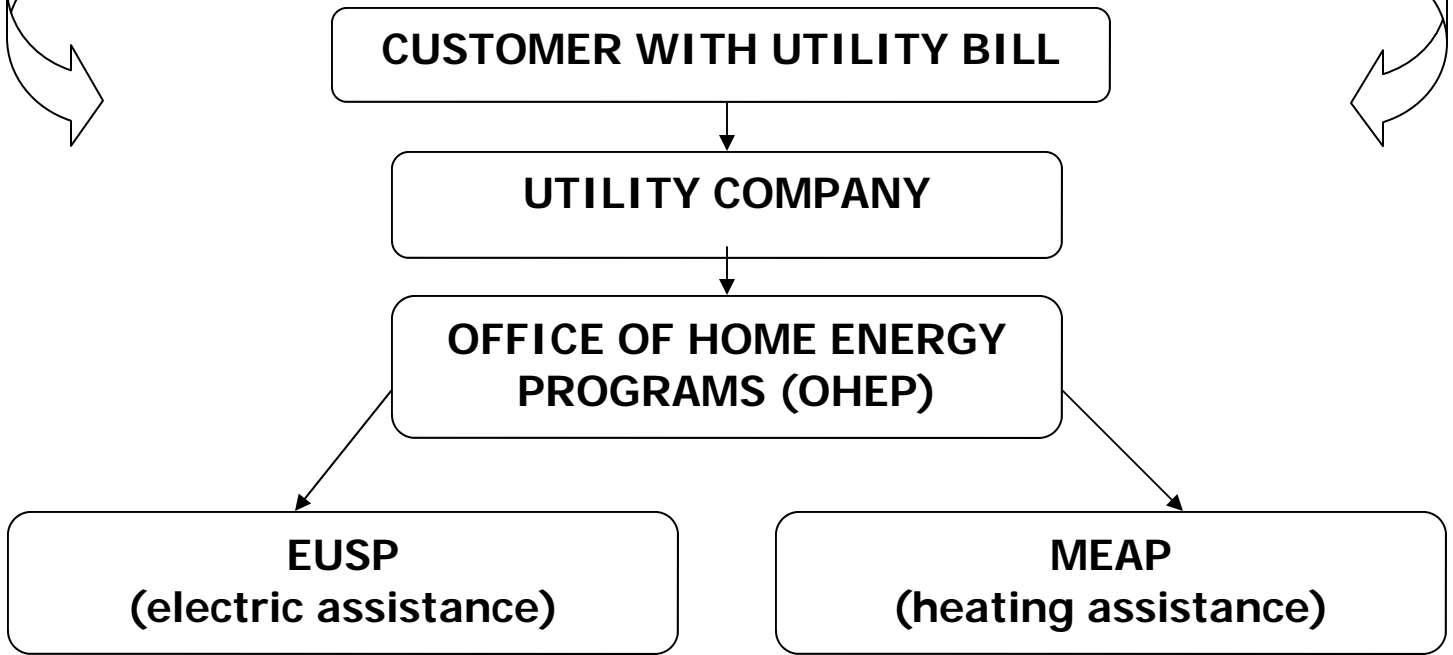 CUSTOMER WITH UTILITY BILL
UTILITY COMPANY
OFFICE OF HOME ENERGY
PROGRAMS (OHEP)
EUSP
(electric assistance)
MEAP
(heating assistance)